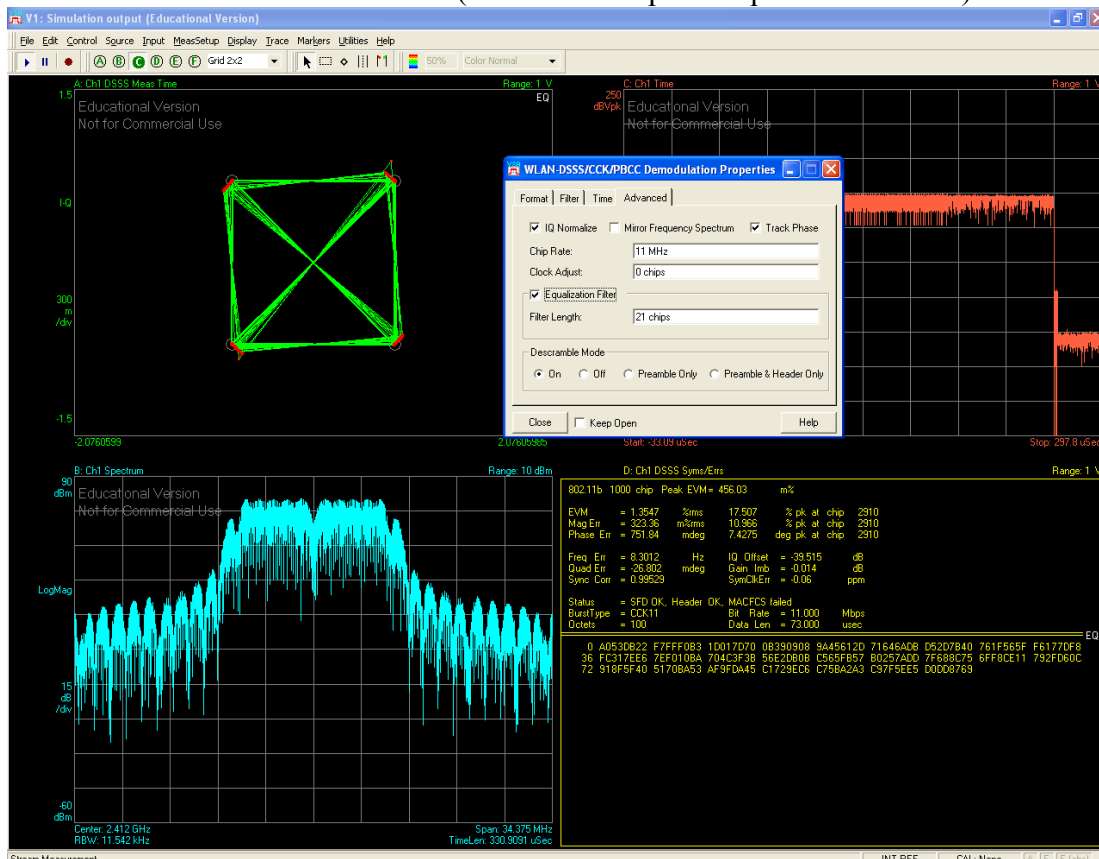 V1: Simulation output (Educational Version)
File Edit Control Source Input MeasSetup Display Trace Markers Utilities Help
A B C D E F Grid 2x2 50% Color Normal
A: Ch1 DSSS Meas Time Range: 1 V
1.5 EQ
Educational Version
Not for Commercial Use
I-Q
300
m
/div
-1.5
-2.0760599 2.07605985
C: Ch1 Time Range: 1 V
250
dBVpk
Educational Version
Not for Commercial Use
Start: -33.09 uSec Stop: 297.8 uSec
WLAN-DSSS/CCK/PBCC Demodulation Properties
Format Filter Time Advanced
IQ Normalize Mirror Frequency Spectrum Track Phase
Chip Rate: 11 MHz
Clock Adjust: 0 chips
Equalization Filter
Filter Length: 21 chips
Descramble Mode
On Off Preamble Only Preamble & Header Only
Close Keep Open Help
B: Ch1 Spectrum Range: 10 dBm
90
dBm
Educational Version
Not for Commercial Use
LogMag
15
dB
/div
-60
dBm
Center: 2.412 GHz Span: 34.375 MHz
RBW: 11.542 kHz TimeLen: 330.9091 uSec
D: Ch1 DSSS Syms/Errs Range: 1 V
802.11b 1000 chip Peak EVM= 456.03 m%
EVM = 1.3547 %rms 17.507 % pk at chip 2910
Mag Err = 323.36 m%rms 10.966 % pk at chip 2910
Phase Err = 751.84 mdeg 7.4275 deg pk at chip 2910
Freq Err = 8.3012 Hz IQ Offset = -39.515 dB
Quad Err = -26.802 mdeg Gain Imb = -0.014 dB
Sync Corr = 0.99529 SymClkErr = -0.06 ppm
Status = SFD OK, Header OK, MACFCS failed
BurstType = CCK11 Bit Rate = 11.000 Mbps
Octets = 100 Data Len = 73.000 usec
EQ
0 A053DB22 F7FFF0B3 1D017D70 0B390908 9A45612D 71646ADB D52D7B40 761F565F F6177DF8
36 FC317EE6 7EF010BA 704C3F3B 56E2DB0B C565FB57 B0257ADD 7F688C75 6FF8CE11 792FD60C
72 918F5F40 5170BA53 AF9FDA45 C1729EC6 C75BA2A3 C97F5EE5 D0DD8769